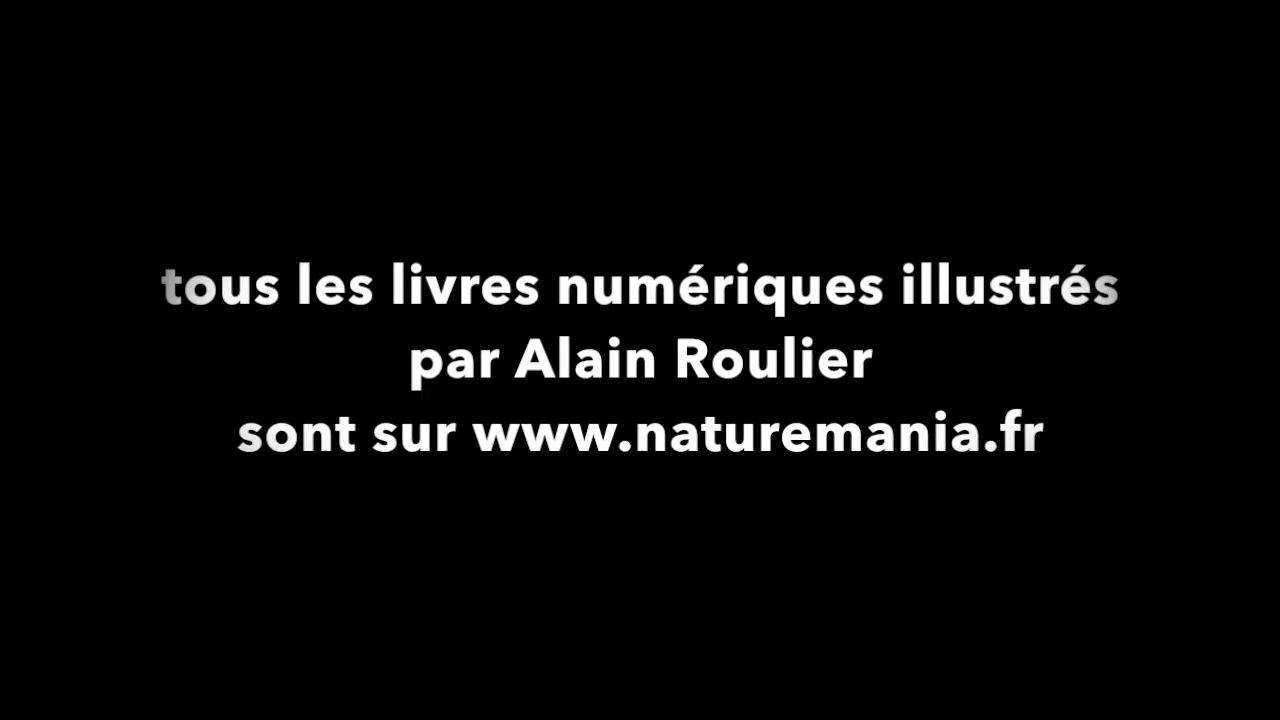 tous les livres numériques illustrés
par Alain Roulier
sont sur www.naturemania.fr